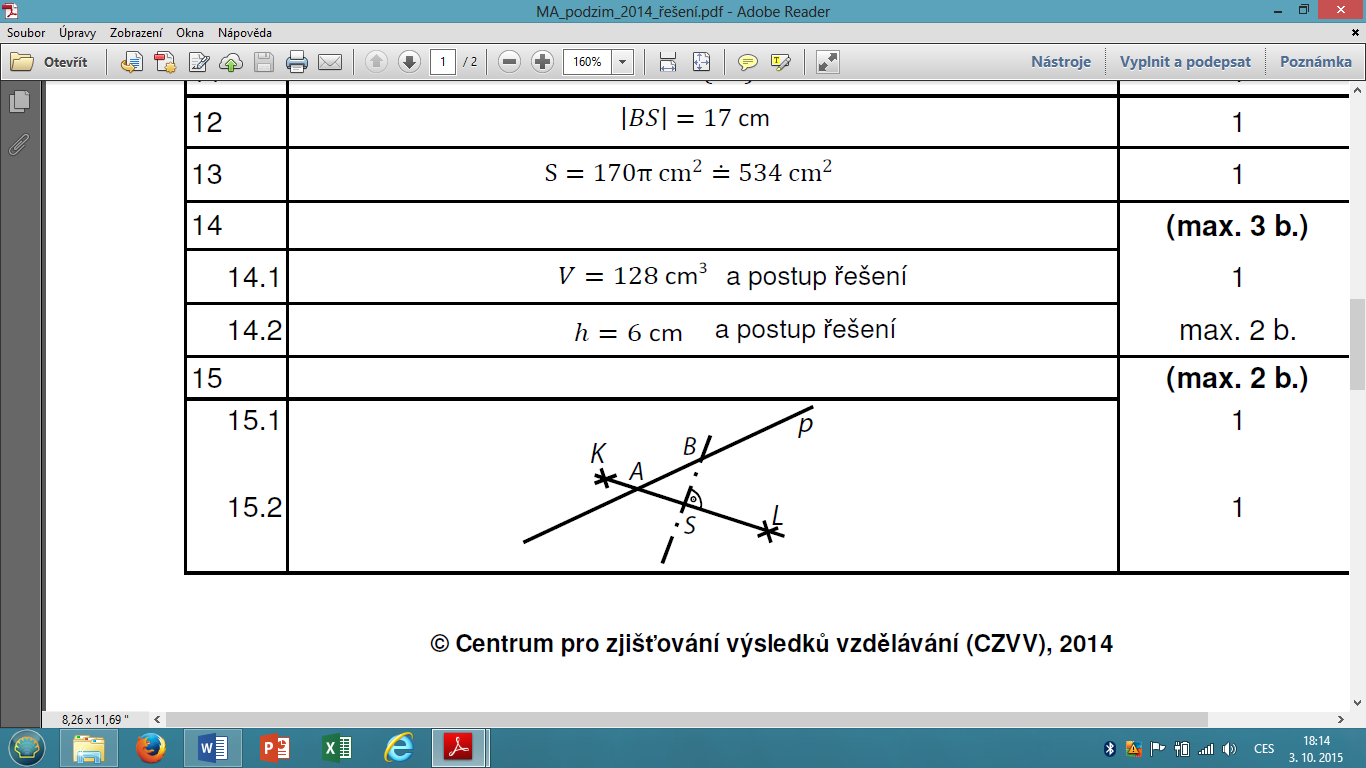 MA_podzim_2014_řešení.pdf - Adobe Reader
Soubor Úpravy Zobrazení Okna Nápověda
Otevřít 1 / 2 160% Nástroje Vyplnit a podepsat Poznámka
12 |BS| = 17 cm 1
13 S = 170π cm² ≐ 534 cm² 1
14 (max. 3 b.)
14.1 V = 128 cm³ a postup řešení 1
14.2 h = 6 cm a postup řešení max. 2 b.
15 (max. 2 b.)
15.1 1
p
B
K
A
15.2 1
L
S
© Centrum pro zjišťování výsledků vzdělávání (CZVV), 2014
8,26 x 11,69 "
CES 18:14
3. 10. 2015